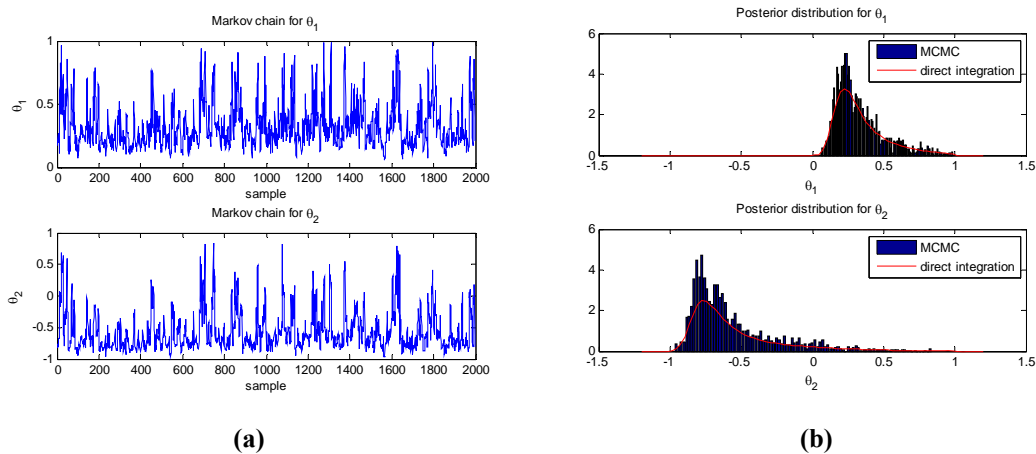 Markov chain for θ1
1
0.5
0
θ1
0 200 400 600 800 1000 1200 1400 1600 1800 2000
sample
Markov chain for θ2
1
0.5
0
-0.5
-1
θ2
0 200 400 600 800 1000 1200 1400 1600 1800 2000
sample
(a)
Posterior distribution for θ1
6
4
2
0
MCMC
direct integration
-1.5 -1 -0.5 0 0.5 1 1.5
θ1
Posterior distribution for θ2
6
4
2
0
MCMC
direct integration
-1.5 -1 -0.5 0 0.5 1 1.5
θ2
(b)